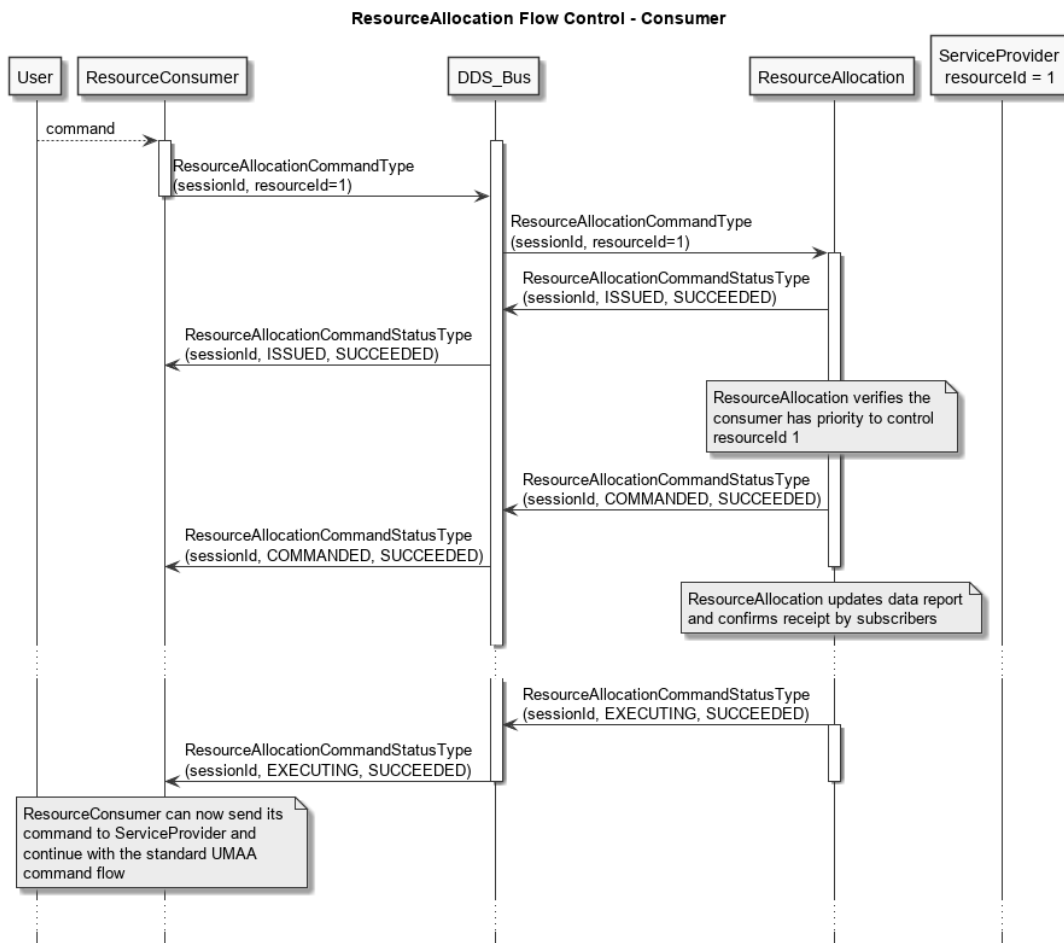 ResourceAllocation Flow Control - Consumer
User
ResourceConsumer
DDS_Bus
ResourceAllocation
ServiceProvider
resourceId = 1
command
ResourceAllocationCommandType
(sessionId, resourceId=1)
ResourceAllocationCommandType
(sessionId, resourceId=1)
ResourceAllocationCommandStatusType
(sessionId, ISSUED, SUCCEEDED)
ResourceAllocationCommandStatusType
(sessionId, ISSUED, SUCCEEDED)
ResourceAllocation verifies the
consumer has priority to control
resourceId 1
ResourceAllocationCommandStatusType
(sessionId, COMMANDED, SUCCEEDED)
ResourceAllocationCommandStatusType
(sessionId, COMMANDED, SUCCEEDED)
ResourceAllocation updates data report
and confirms receipt by subscribers
ResourceAllocationCommandStatusType
(sessionId, EXECUTING, SUCCEEDED)
ResourceAllocationCommandStatusType
(sessionId, EXECUTING, SUCCEEDED)
ResourceConsumer can now send its
command to ServiceProvider and
continue with the standard UMAA
command flow